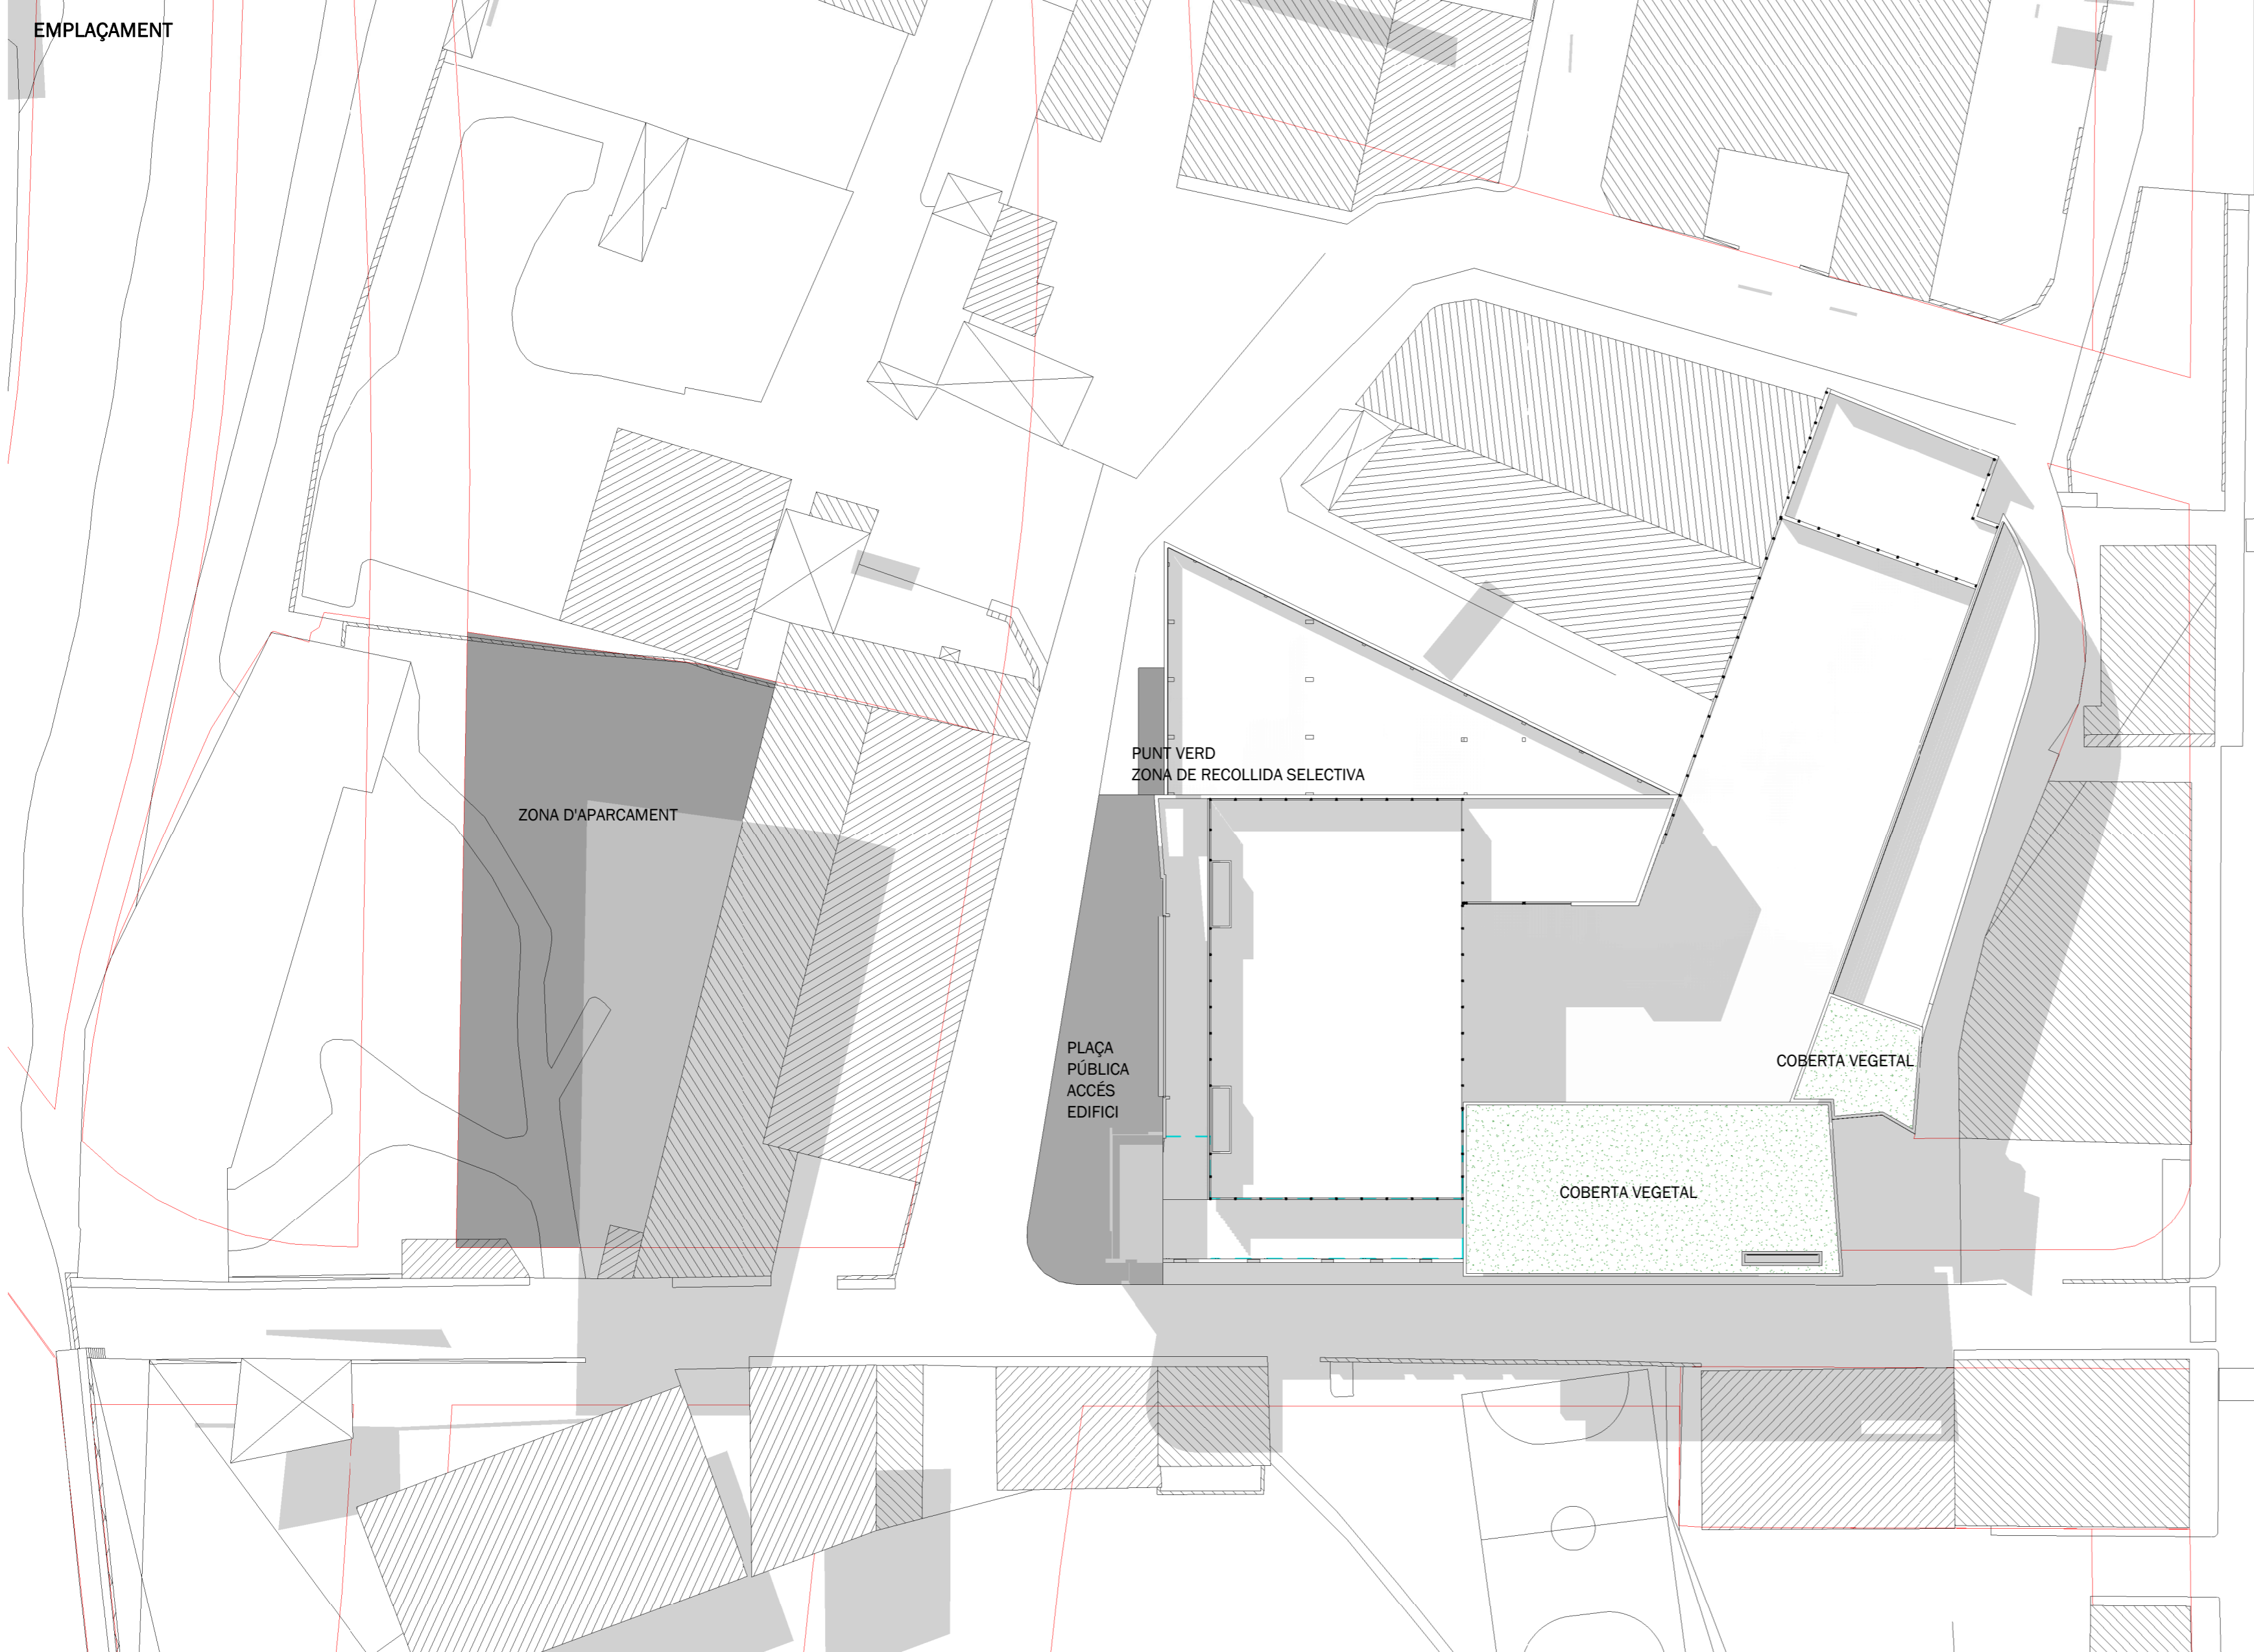 EMPLAÇAMENT
PUNT VERD
ZONA DE RECOLLIDA SELECTIVA
ZONA D'APARCAMENT
PLAÇA
PÚBLICA
ACCÉS
EDIFICI
COBERTA VEGETAL
COBERTA VEGETAL